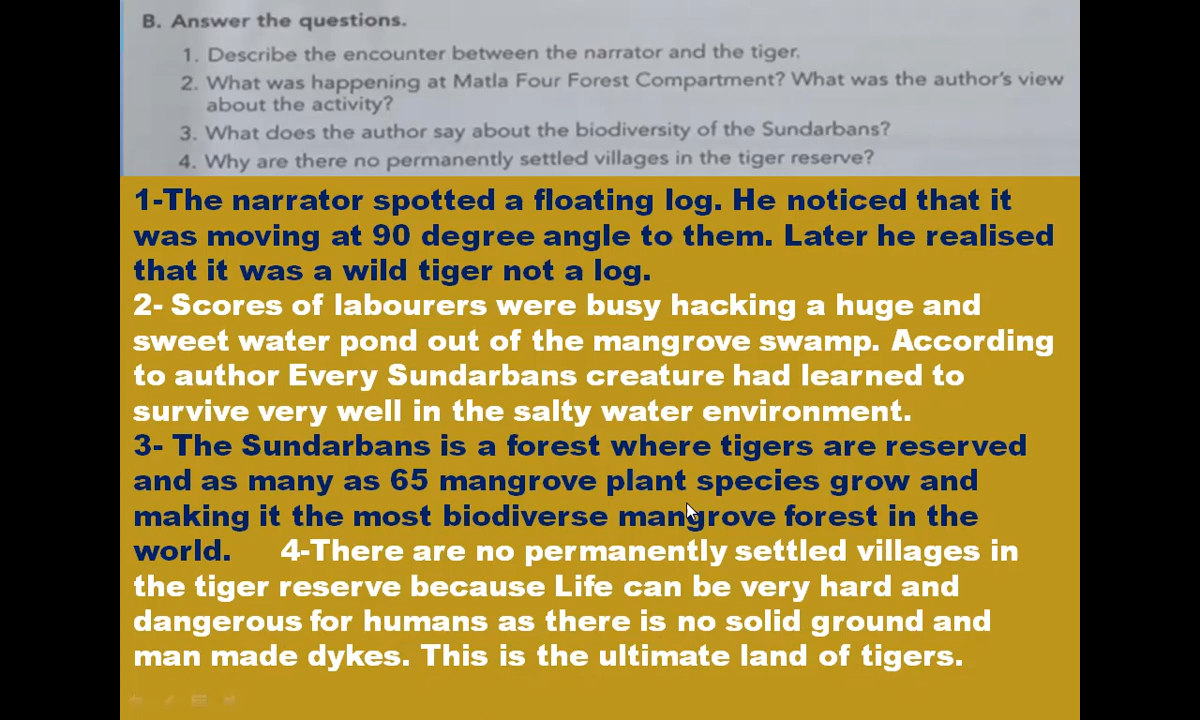 B. Answer the questions.
1. Describe the encounter between the narrator and the tiger.
2. What was happening at Matla Four Forest Compartment? What was the author's view
about the activity?
3. What does the author say about the biodiversity of the Sundarbans?
4. Why are there no permanently settled villages in the tiger reserve?
1-The narrator spotted a floating log. He noticed that it
was moving at 90 degree angle to them. Later he realised
that it was a wild tiger not a log.
2- Scores of labourers were busy hacking a huge and
sweet water pond out of the mangrove swamp. According
to author Every Sundarbans creature had learned to
survive very well in the salty water environment.
3- The Sundarbans is a forest where tigers are reserved
and as many as 65 mangrove plant species grow and
making it the most biodiverse mangrove forest in the
world. 4-There are no permanently settled villages in
the tiger reserve because Life can be very hard and
dangerous for humans as there is no solid ground and
man made dykes. This is the ultimate land of tigers.